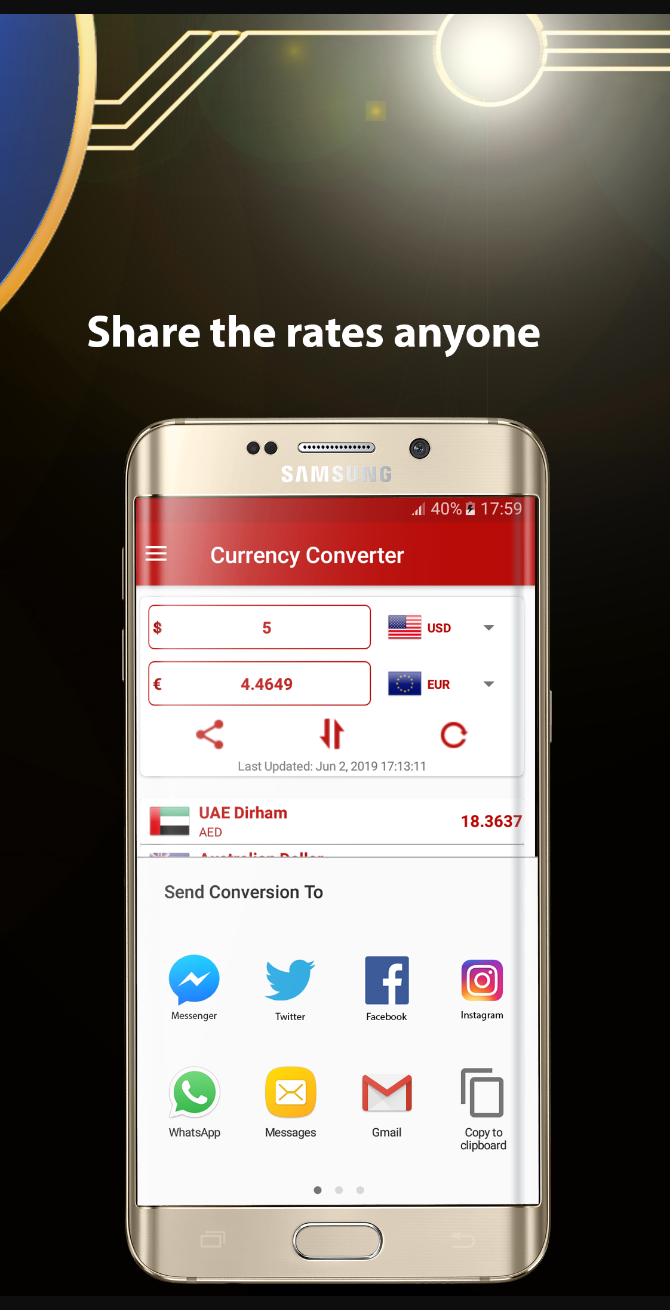 Share the rates anyone
SAMSUNG
40% 17:59
Currency Converter
$ 5 USD
€ 4.4649 EUR
Last Updated: Jun 2, 2019 17:13:11
UAE Dirham
AED 18.3637
Australian Dollar
Send Conversion To
Messenger Twitter Facebook Instagram
WhatsApp Messages Gmail Copy to
clipboard